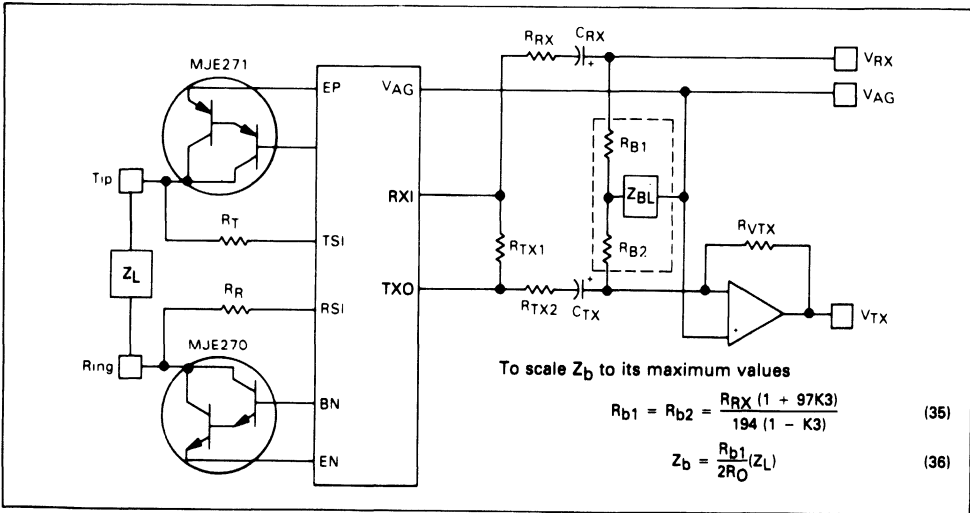 MJE271
EP
VAG
RRX
CRX
+
VRX
VAG
RB1
ZBL
RB2
RVTX
Tip
RT
TSI
RXI
RTX1
ZL
RR
RSI
TXO
RTX2
CTX
+
VTX
Ring
MJE270
BN
EN
To scale Zb to its maximum values
Rb1 = Rb2 = RRX (1 + 97K3) / 194 (1 - K3) (35)
Zb = Rb1 / 2RO (ZL) (36)